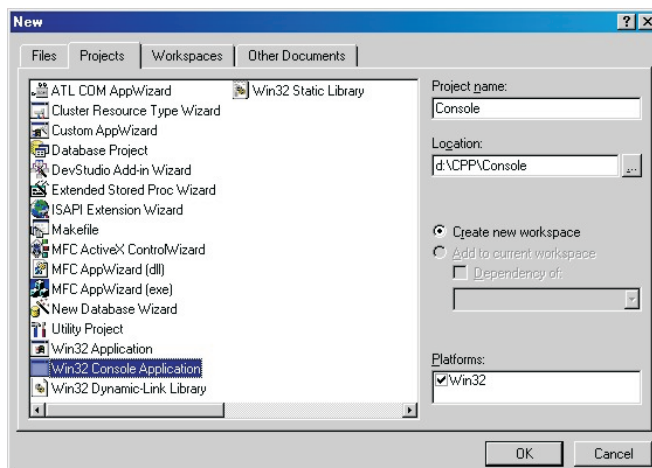 New
Files Projects Workspaces Other Documents
ATL COM AppWizard
Cluster Resource Type Wizard
Custom AppWizard
Database Project
DevStudio Add-in Wizard
Extended Stored Proc Wizard
ISAPI Extension Wizard
Makefile
MFC ActiveX ControlWizard
MFC AppWizard (dll)
MFC AppWizard (exe)
New Database Wizard
Utility Project
Win32 Application
Win32 Console Application
Win32 Dynamic-Link Library
Win32 Static Library
Project name:
Console
Location:
d:\CPP\Console
...
Create new workspace
Add to current workspace
Dependency of:
Platforms:
Win32
OK Cancel